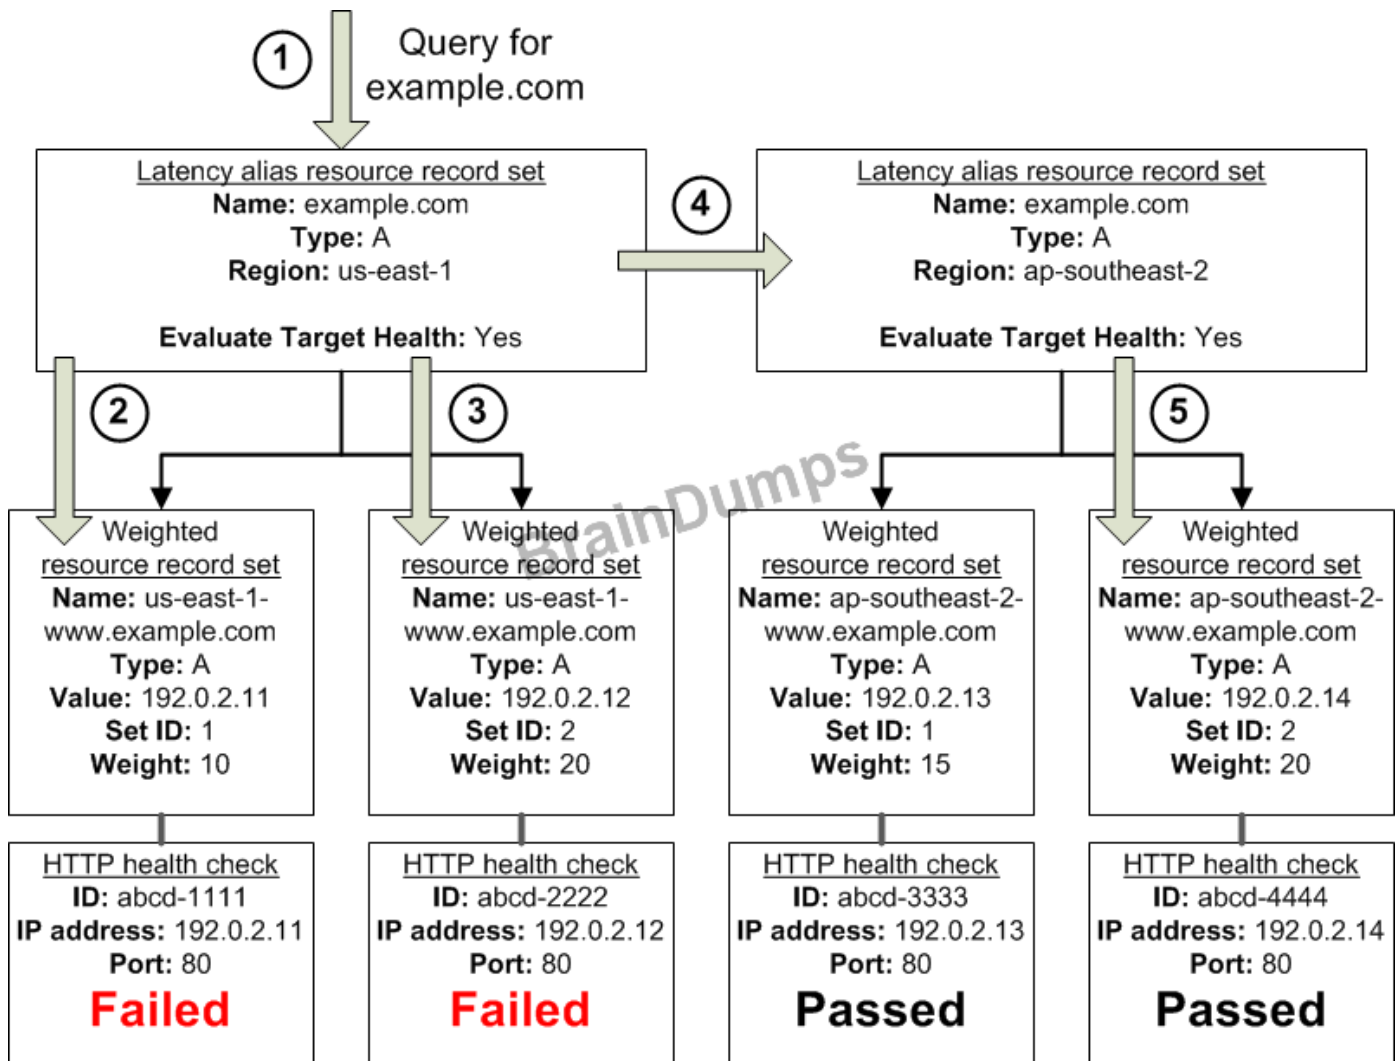 1
Query for
example.com
Latency alias resource record set
Name: example.com
Type: A
Region: us-east-1
Evaluate Target Health: Yes
4
Latency alias resource record set
Name: example.com
Type: A
Region: ap-southeast-2
Evaluate Target Health: Yes
2
3
5
BrainDumps
Weighted
resource record set
Name: us-east-1-
www.example.com
Type: A
Value: 192.0.2.11
Set ID: 1
Weight: 10
Weighted
resource record set
Name: us-east-1-
www.example.com
Type: A
Value: 192.0.2.12
Set ID: 2
Weight: 20
Weighted
resource record set
Name: ap-southeast-2-
www.example.com
Type: A
Value: 192.0.2.13
Set ID: 1
Weight: 15
Weighted
resource record set
Name: ap-southeast-2-
www.example.com
Type: A
Value: 192.0.2.14
Set ID: 2
Weight: 20
HTTP health check
ID: abcd-1111
IP address: 192.0.2.11
Port: 80
Failed
HTTP health check
ID: abcd-2222
IP address: 192.0.2.12
Port: 80
Failed
HTTP health check
ID: abcd-3333
IP address: 192.0.2.13
Port: 80
Passed
HTTP health check
ID: abcd-4444
IP address: 192.0.2.14
Port: 80
Passed